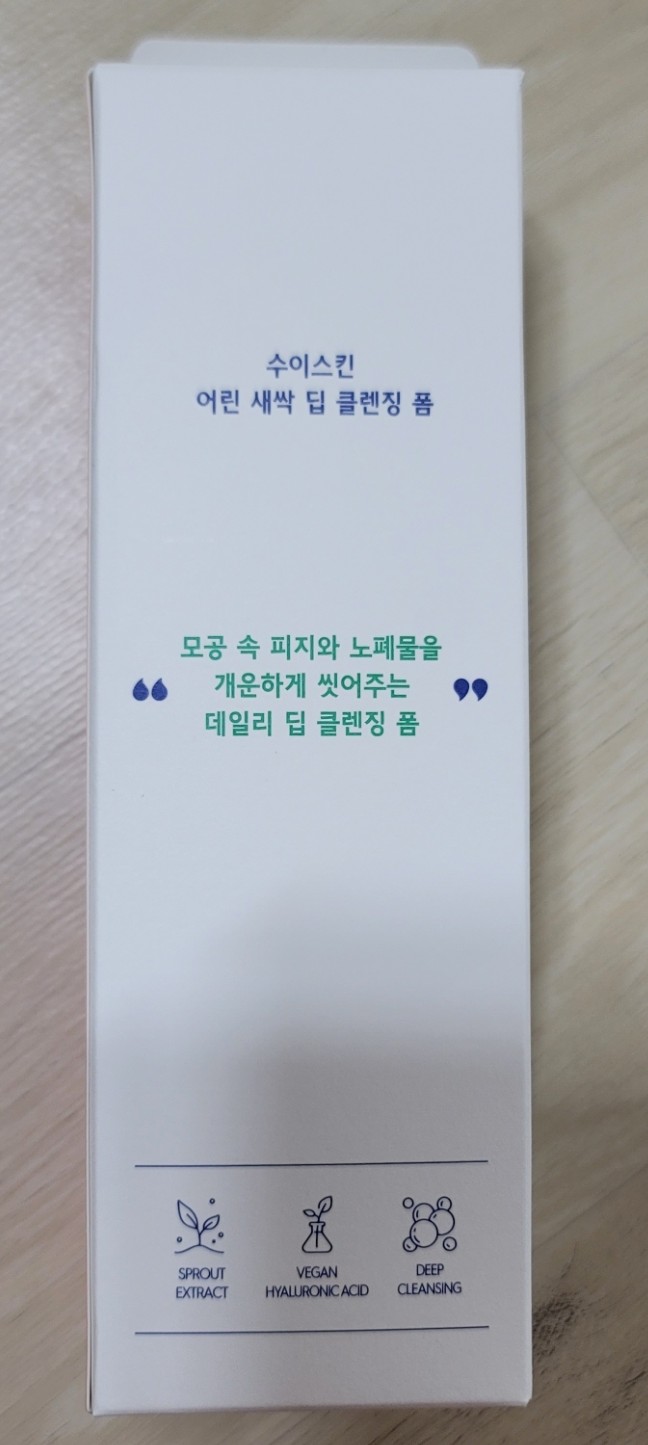 수이스킨
어린 새싹 딥 클렌징 폼
모공 속 피지와 노폐물을
개운하게 씻어주는
데일리 딥 클렌징 폼
SPROUT
EXTRACT
VEGAN
HYALURONIC ACID
DEEP
CLEANSING